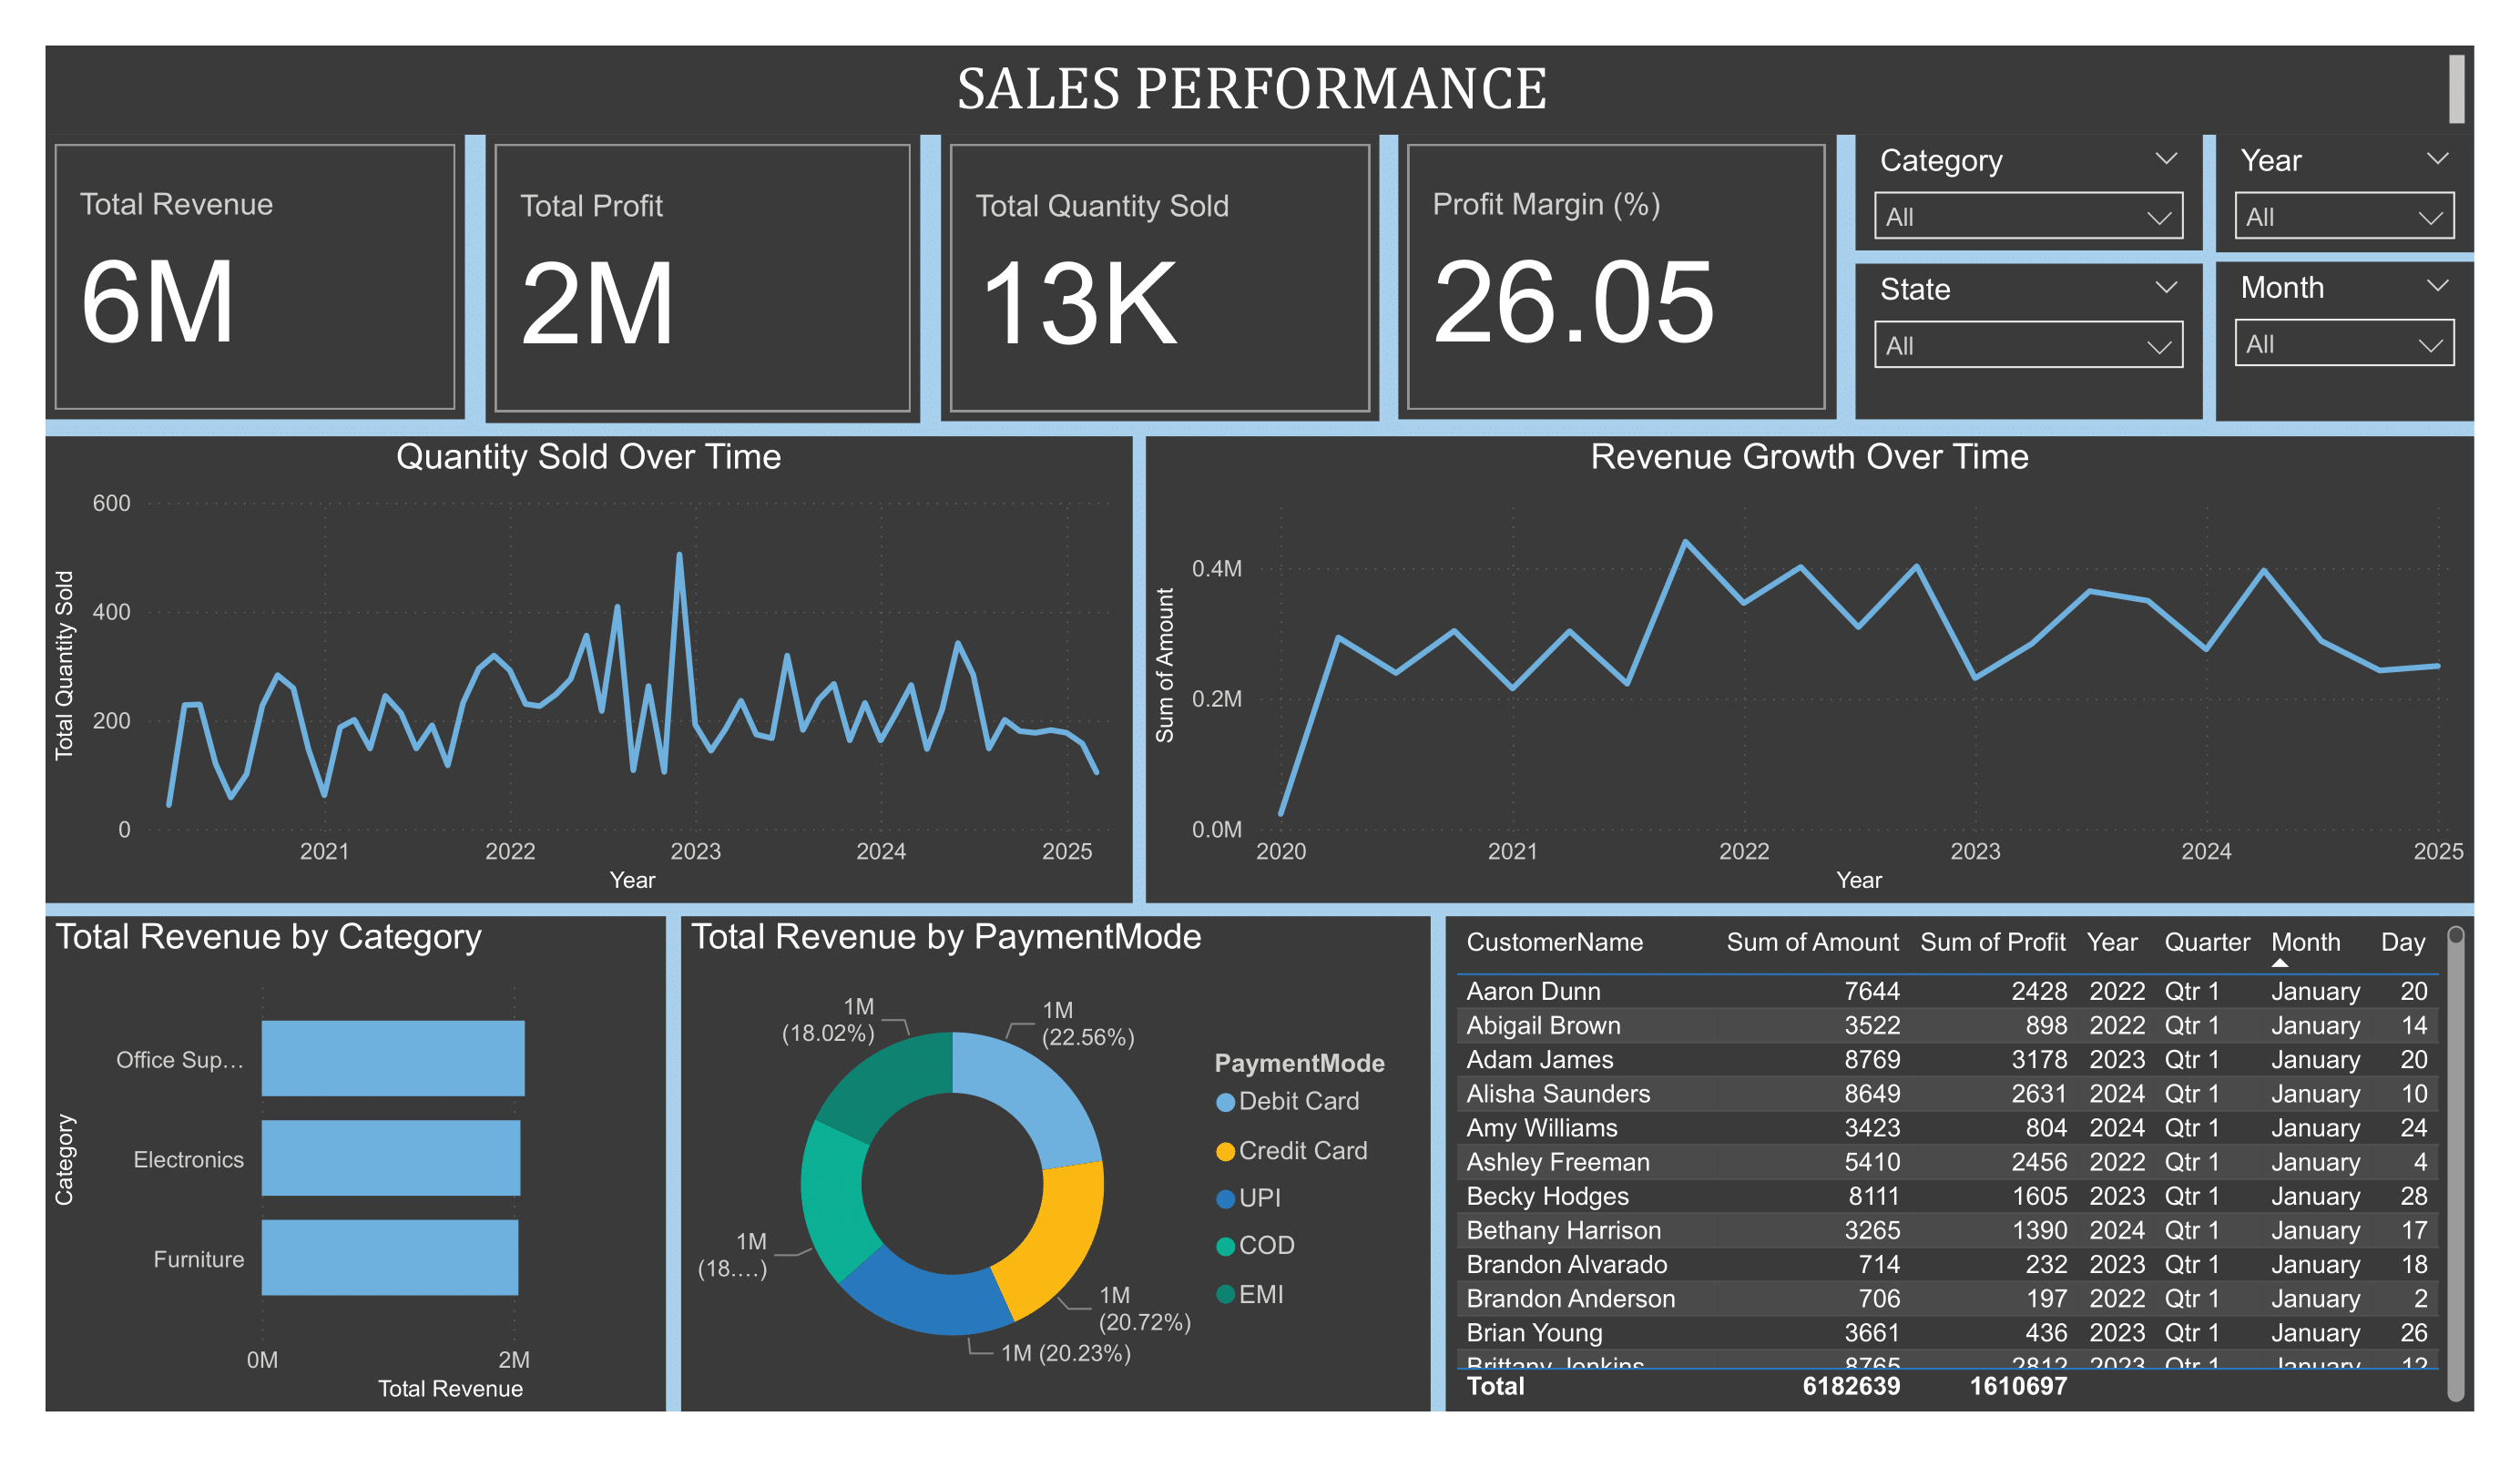 SALES PERFORMANCE
Total Revenue
6M
Total Profit
2M
Total Quantity Sold
13K
Profit Margin (%)
26.05
Category
All
Year
All
State
All
Month
All
Quantity Sold Over Time
Total Quantity Sold
600
400
200
0
2021 2022 2023 2024 2025
Year
Revenue Growth Over Time
Sum of Amount
0.4M
0.2M
0.0M
2020 2021 2022 2023 2024 2025
Year
Total Revenue by Category
Category
Office Sup...
Electronics
Furniture
0M 2M
Total Revenue
Total Revenue by PaymentMode
1M
(18.02%)
1M
(22.56%)
1M
(18....)
1M
(20.72%)
1M (20.23%)
PaymentMode
Debit Card
Credit Card
UPI
COD
EMI
CustomerName Sum of Amount Sum of Profit Year Quarter Month Day
Aaron Dunn 7644 2428 2022 Qtr 1 January 20
Abigail Brown 3522 898 2022 Qtr 1 January 14
Adam James 8769 3178 2023 Qtr 1 January 20
Alisha Saunders 8649 2631 2024 Qtr 1 January 10
Amy Williams 3423 804 2024 Qtr 1 January 24
Ashley Freeman 5410 2456 2022 Qtr 1 January 4
Becky Hodges 8111 1605 2023 Qtr 1 January 28
Bethany Harrison 3265 1390 2024 Qtr 1 January 17
Brandon Alvarado 714 232 2023 Qtr 1 January 18
Brandon Anderson 706 197 2022 Qtr 1 January 2
Brian Young 3661 436 2023 Qtr 1 January 26
Brittany Jenkins 8765 2812 2023 Qtr 1 January 12
Total 6182639 1610697